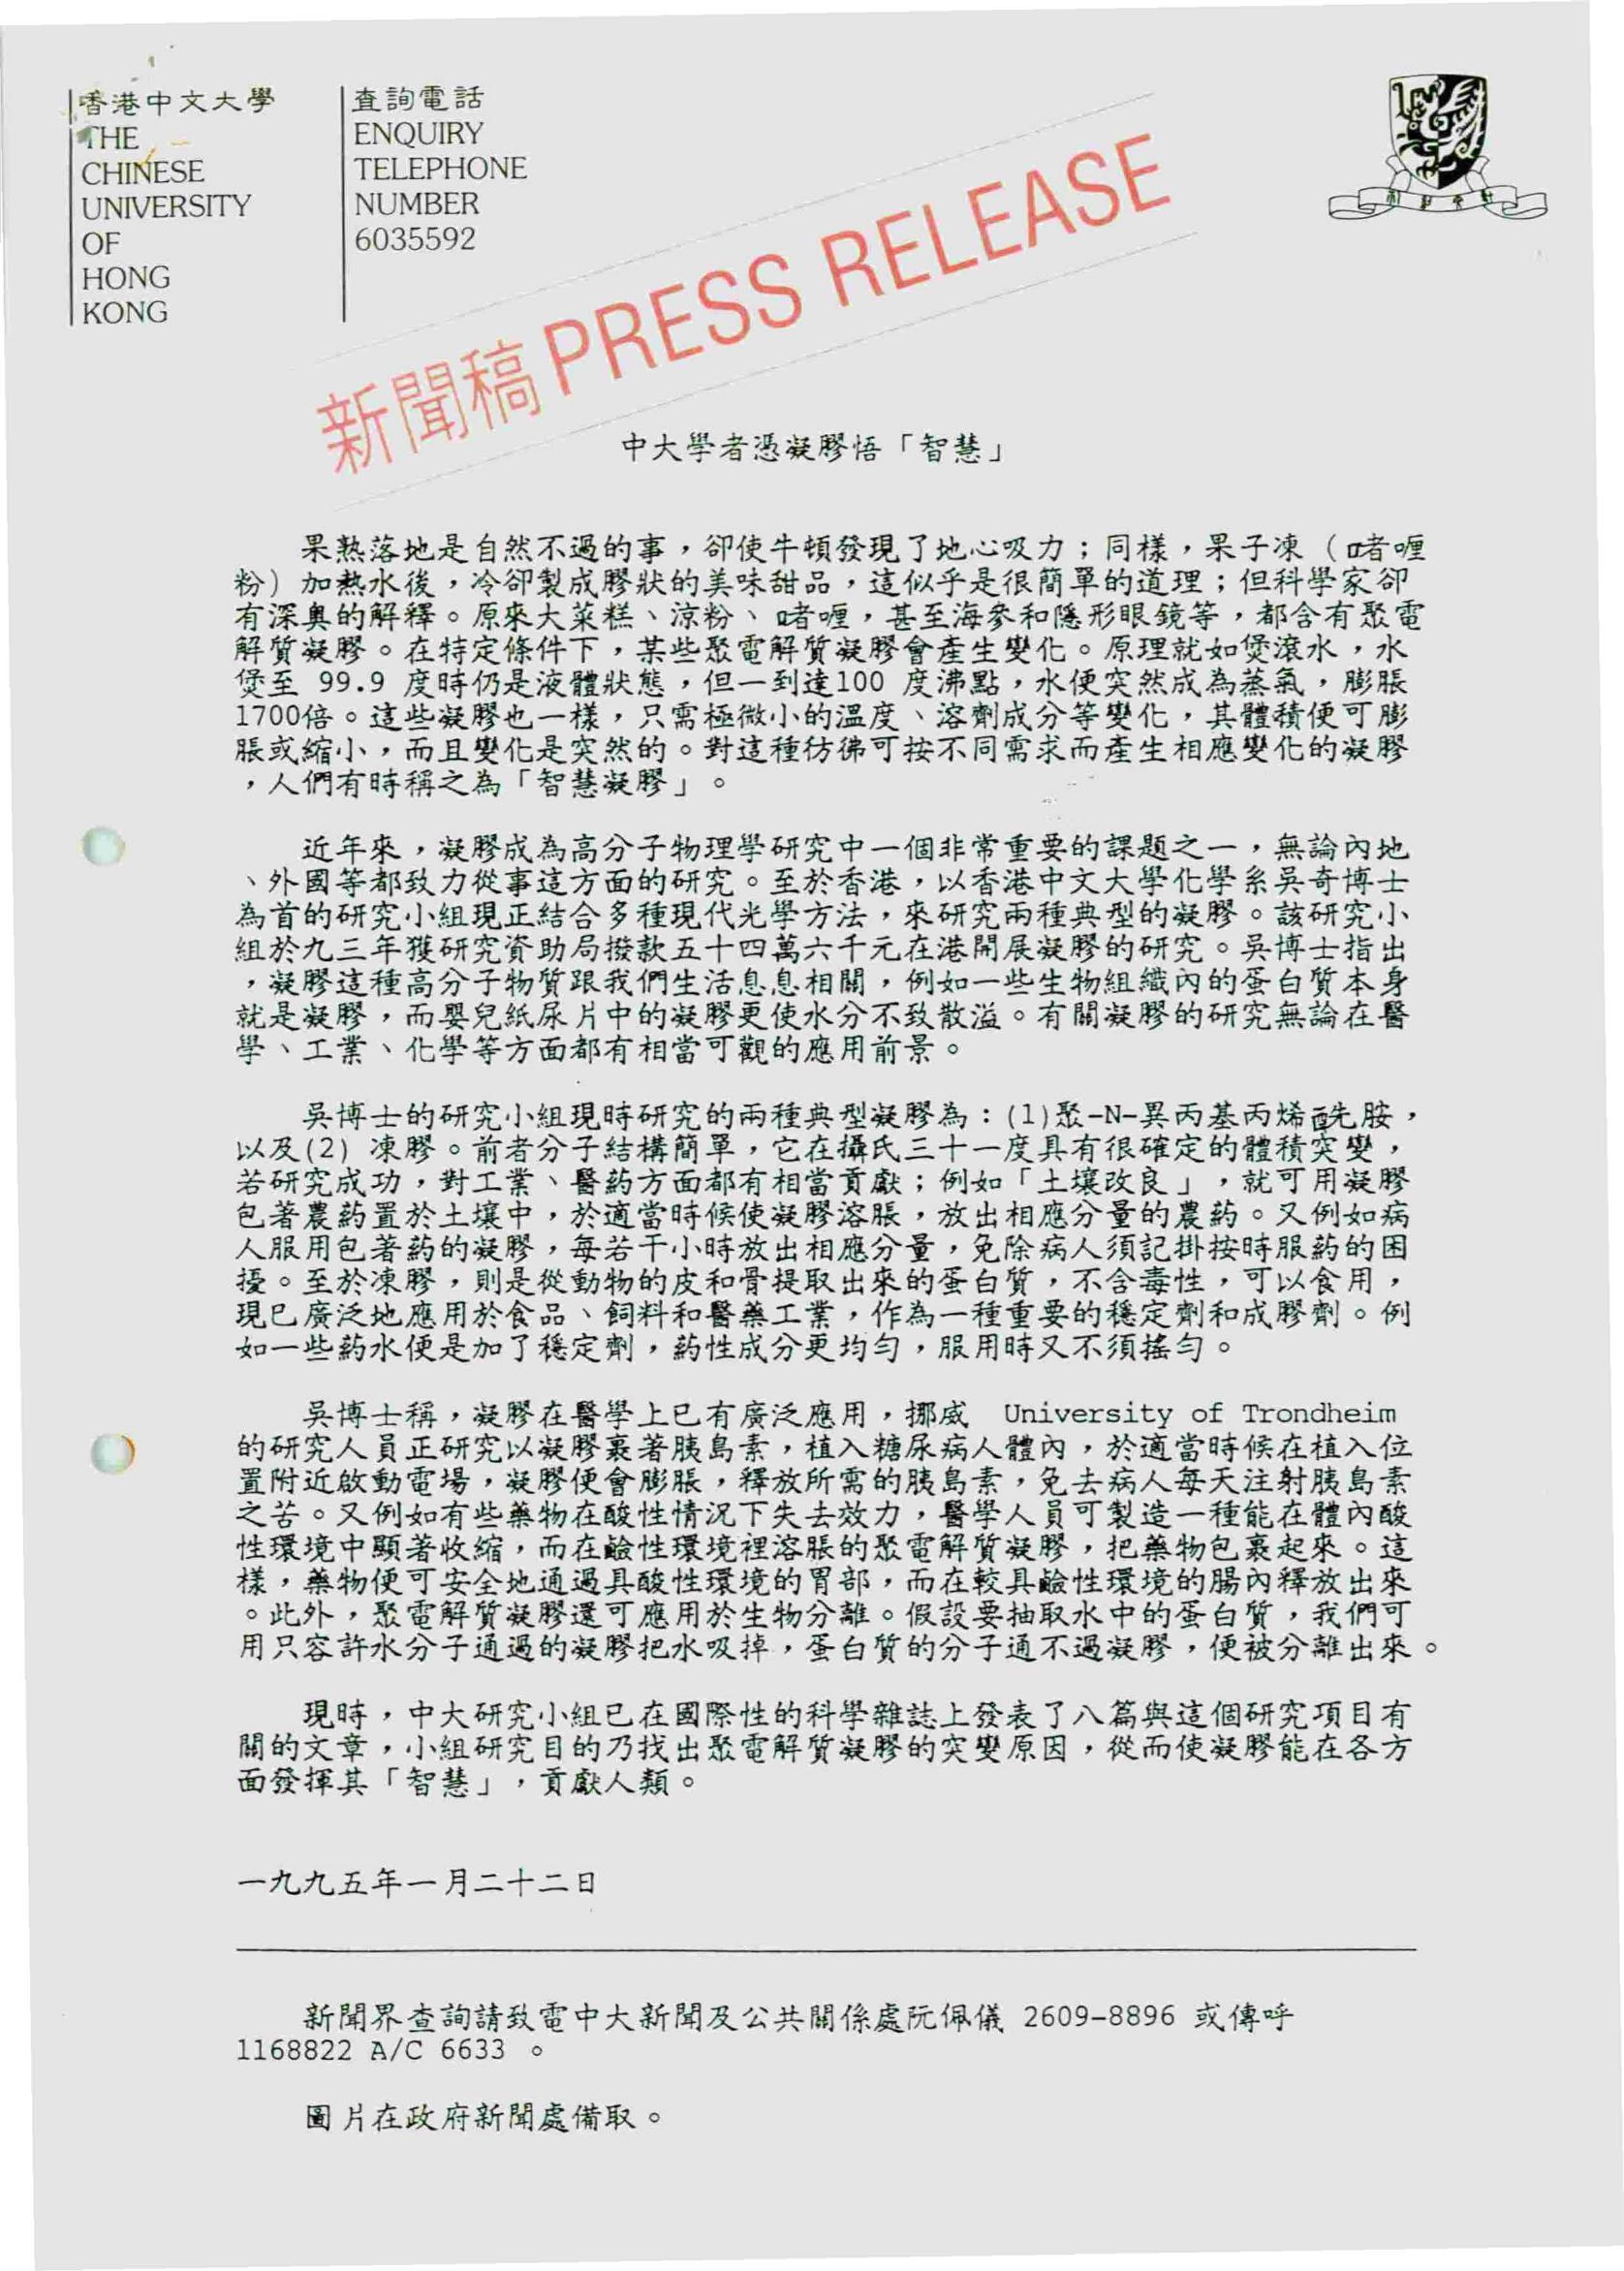 香港中文大學
THE
CHINESE
UNIVERSITY
OF
HONG
KONG
查詢電話
ENQUIRY
TELEPHONE
NUMBER
6035592
新聞稿 PRESS RELEASE
中大學者憑凝膠悟「智慧」
果熟落地是自然不過的事，卻使牛頓發現了地心吸力；同樣，果子凍（啫喱
粉）加熱水後，冷卻製成膠狀的美味甜品，這似乎是很簡單的道理；但科學家卻
有深奥的解釋。原來大菜糕、涼粉、啫喱，甚至海參和隱形眼鏡等，都含有聚電
解質凝膠。在特定條件下，某些聚電解質凝膠會產生變化。原理就如煲滾水，水
煲至 99.9 度時仍是液體狀態，但一到達100 度沸點，水便突然成為蒸氣，膨脹
1700倍。這些凝膠也一樣，只需極微小的溫度、溶劑成分等變化，其體積便可膨
脹或縮小，而且變化是突然的。對這種彷彿可按不同需求而產生相應變化的凝膠
，人們有時稱之為「智慧凝膠」。
近年來，凝膠成為高分子物理學研究中一個非常重要的課題之一，無論內地
、外國等都致力從事這方面的研究。至於香港，以香港中文大學化學系吳奇博士
為首的研究小組現正結合多種現代光學方法，來研究兩種典型的凝膠。該研究小
組於九三年獲研究資助局撥款五十四萬六千元在港開展凝膠的研究。吳博士指出
，凝膠這種高分子物質跟我們生活息息相關，例如一些生物組織內的蛋白質本身
就是凝膠，而嬰兒紙尿片中的凝膠更使水分不致散溢。有關凝膠的研究無論在醫
學、工業、化學等方面都有相當可觀的應用前景。
吳博士的研究小組現時研究的兩種典型凝膠為：(1)聚-N-異丙基丙烯酰胺，
以及(2) 凍膠。前者分子結構簡單，它在攝氏三十一度具有很確定的體積突變，
若研究成功，對工業、醫葯方面都有相當貢獻；例如「土壤改良」，就可用凝膠
包著農葯置於土壤中，於適當時候使凝膠溶脹，放出相應分量的農葯。又例如病
人服用包著葯的凝膠，每若干小時放出相應分量，免除病人須記掛按時服葯的困
擾。至於凍膠，則是從動物的皮和骨提取出來的蛋白質，不含毒性，可以食用，
現已廣泛地應用於食品、飼料和醫藥工業，作為一種重要的穩定劑和成膠劑。例
如一些葯水便是加了穩定劑，葯性成分更均勻，服用時又不須搖勻。
吳博士稱，凝膠在醫學上已有廣泛應用，挪威 University of Trondheim
的研究人員正研究以凝膠裹著胰島素，植入糖尿病人體內，於適當時候在植入位
置附近啟動電場，凝膠便會膨脹，釋放所需的胰島素，免去病人每天注射胰島素
之苦。又例如有些藥物在酸性情況下失去效力，醫學人員可製造一種能在體內酸
性環境中顯著收縮，而在鹼性環境裡溶脹的聚電解質凝膠，把藥物包裹起來。這
樣，藥物便可安全地通過具酸性環境的胃部，而在較具鹼性環境的腸內釋放出來
。此外，聚電解質凝膠還可應用於生物分離。假設要抽取水中的蛋白質，我們可
用只容許水分子通過的凝膠把水吸掉，蛋白質的分子通不過凝膠，便被分離出來。
現時，中大研究小組已在國際性的科學雜誌上發表了八篇與這個研究項目有
關的文章，小組研究目的乃找出聚電解質凝膠的突變原因，從而使凝膠能在各方
面發揮其「智慧」，貢獻人類。
一九九五年一月二十二日
新聞界查詢請致電中大新聞及公共關係處阮佩儀 2609-8896 或傳呼
1168822 A/C 6633 。
圖片在政府新聞處備取。